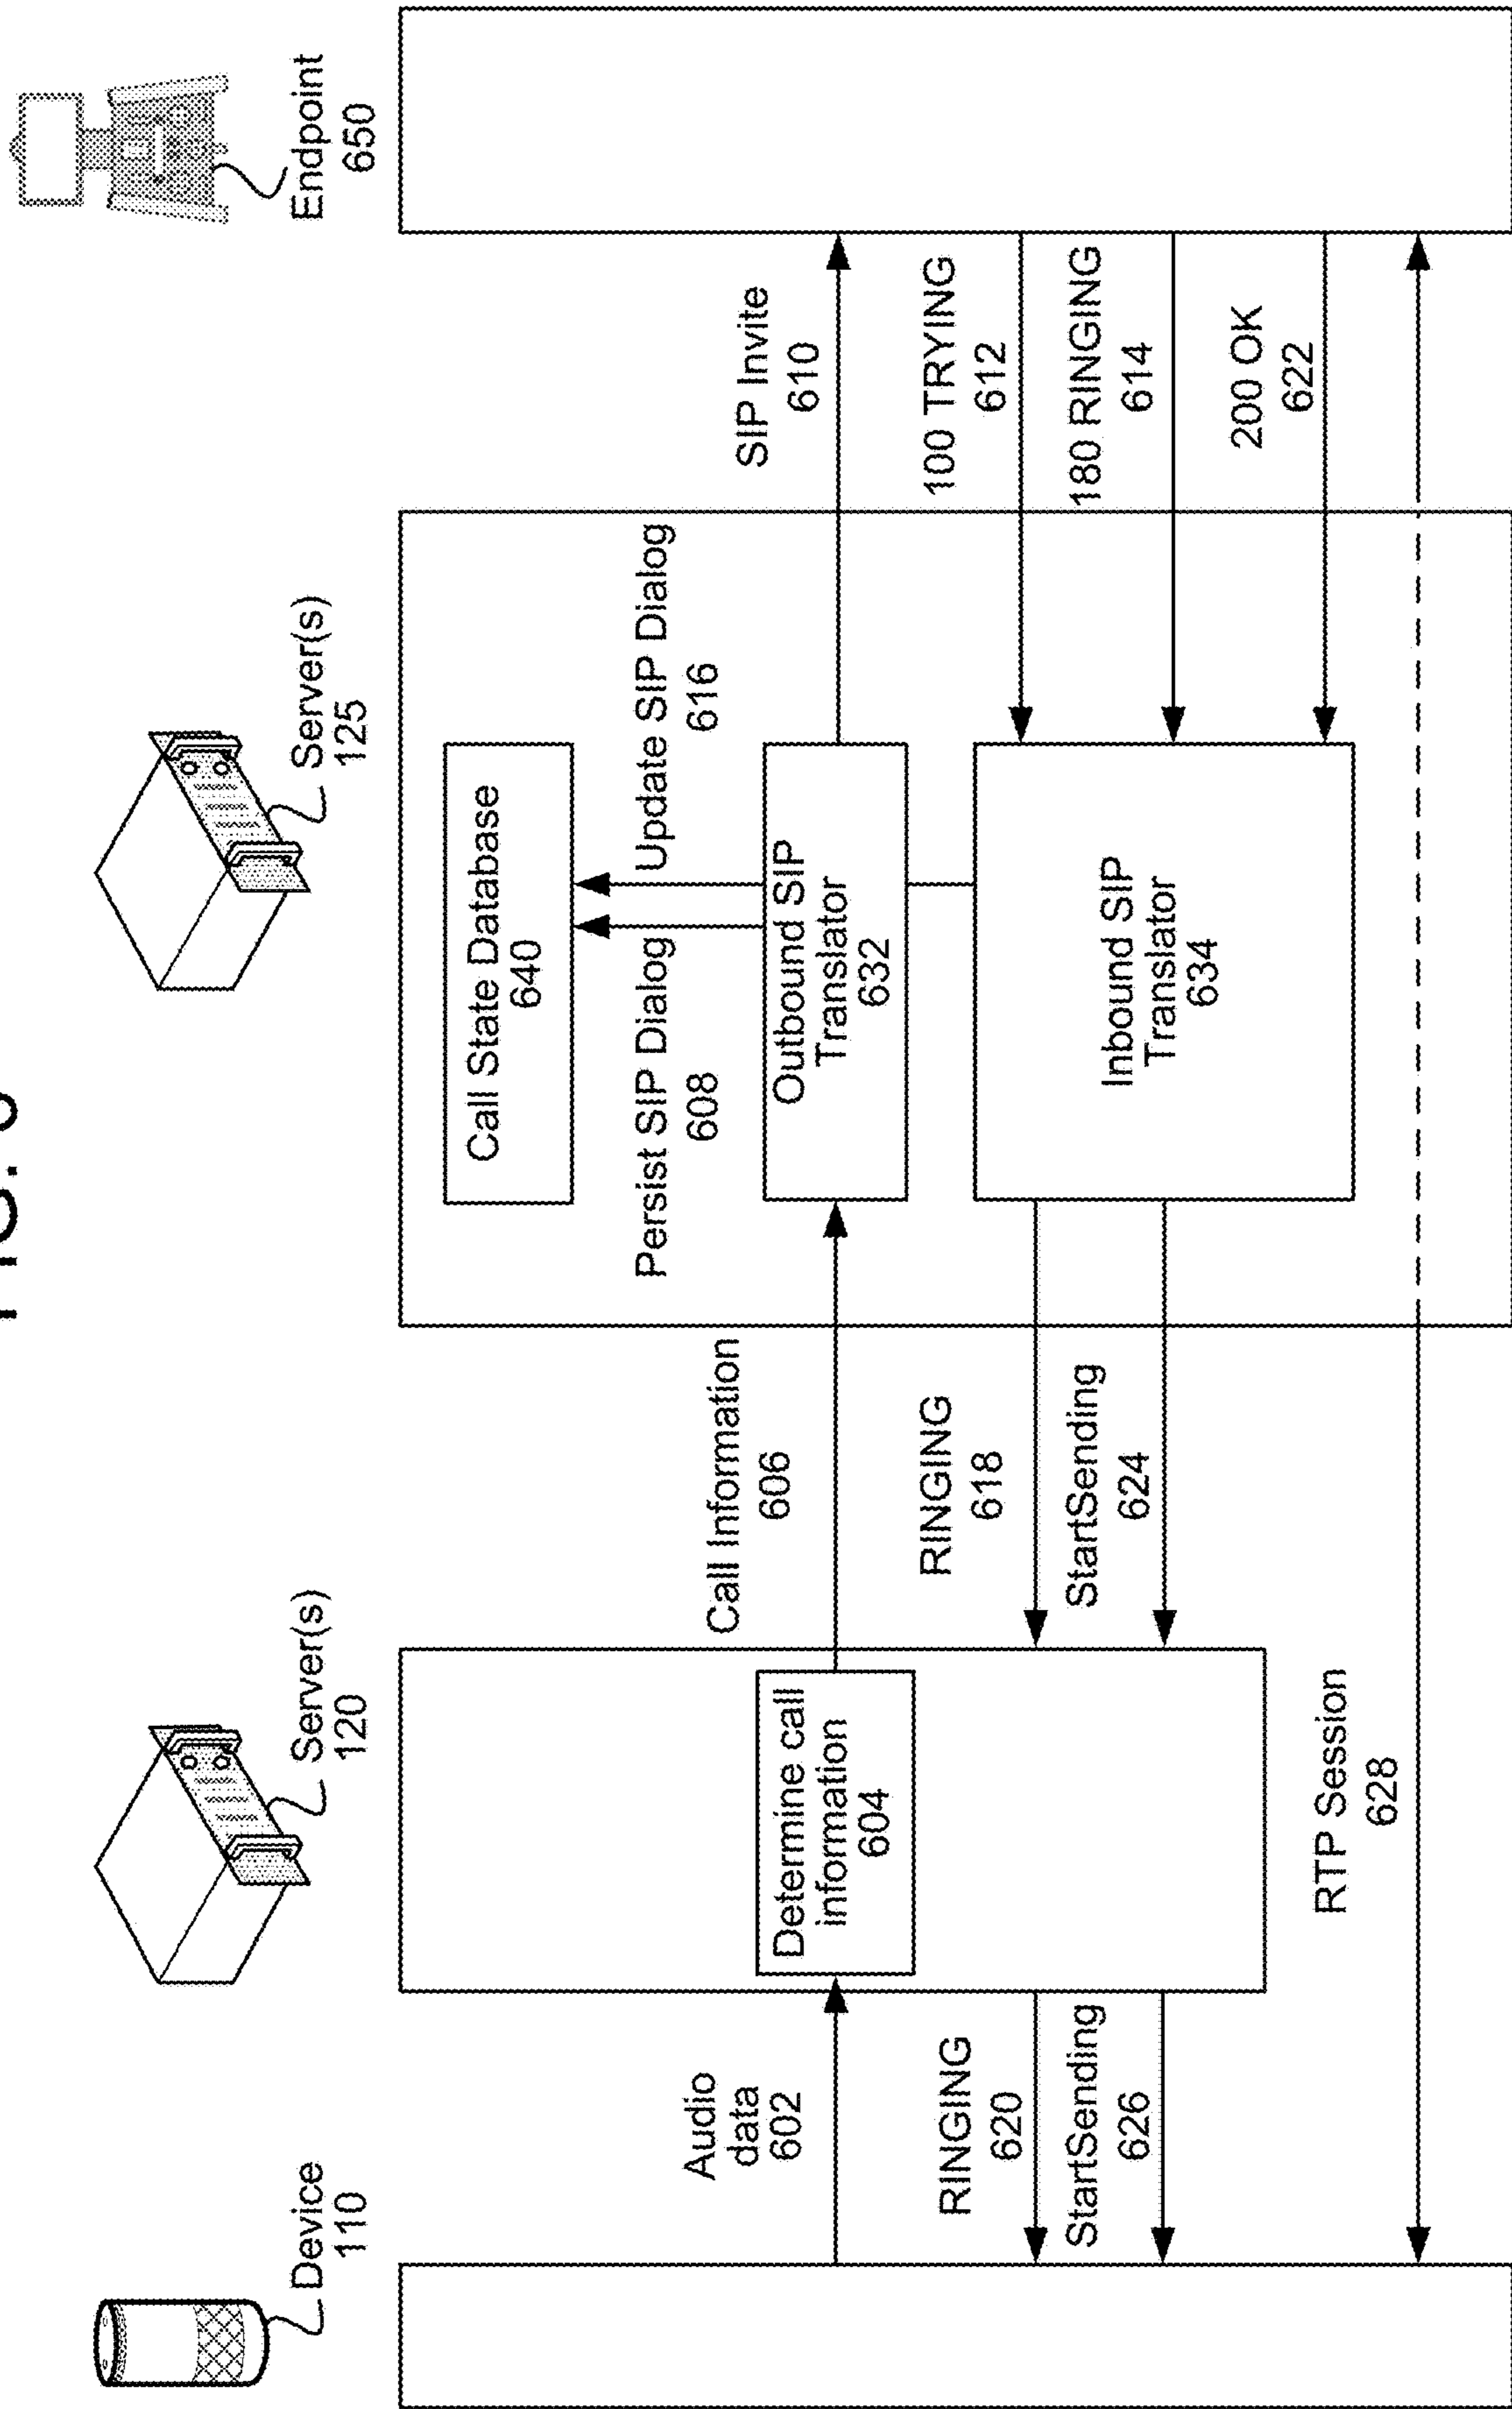 Device
110
Server(s)
120
Server(s)
125
Endpoint
650
Audio
data
602
Determine call
information
604
Call Information
606
Call State Database
640
Persist SIP Dialog
608
Update SIP Dialog
616
Outbound SIP
Translator
632
SIP Invite
610
100 TRYING
612
180 RINGING
614
Inbound SIP
Translator
634
RINGING
618
RINGING
620
200 OK
622
StartSending
624
StartSending
626
RTP Session
628